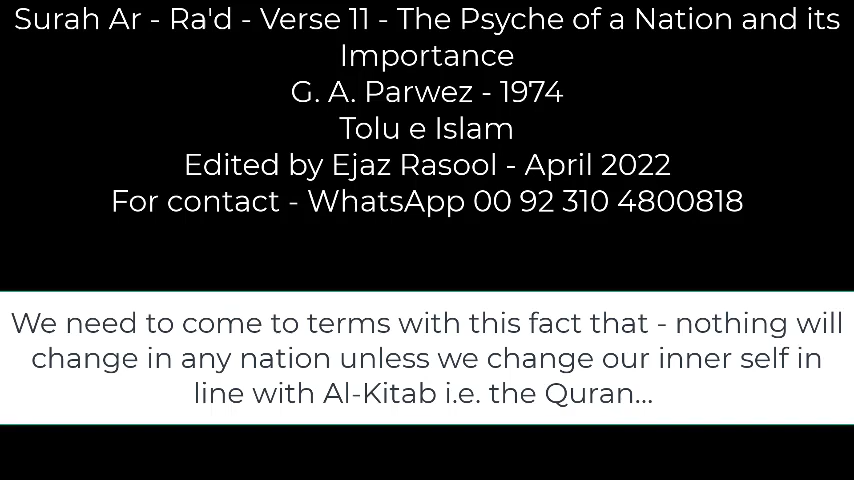 Surah Ar - Ra'd - Verse 11 - The Psyche of a Nation and its
Importance
G. A. Parwez - 1974
Tolu e Islam
Edited by Ejaz Rasool - April 2022
For contact - WhatsApp 00 92 310 4800818
We need to come to terms with this fact that - nothing will
change in any nation unless we change our inner self in
line with Al-Kitab i.e. the Quran...